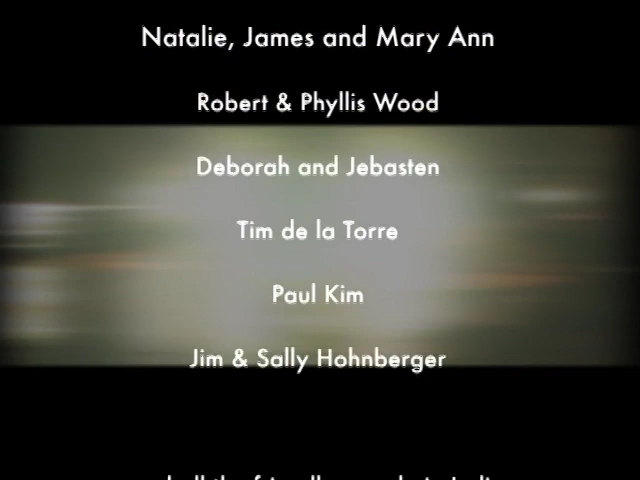 Natalie, James and Mary Ann
Robert & Phyllis Wood
Deborah and Jebasten
Tim de la Torre
Paul Kim
Jim & Sally Hohnberger